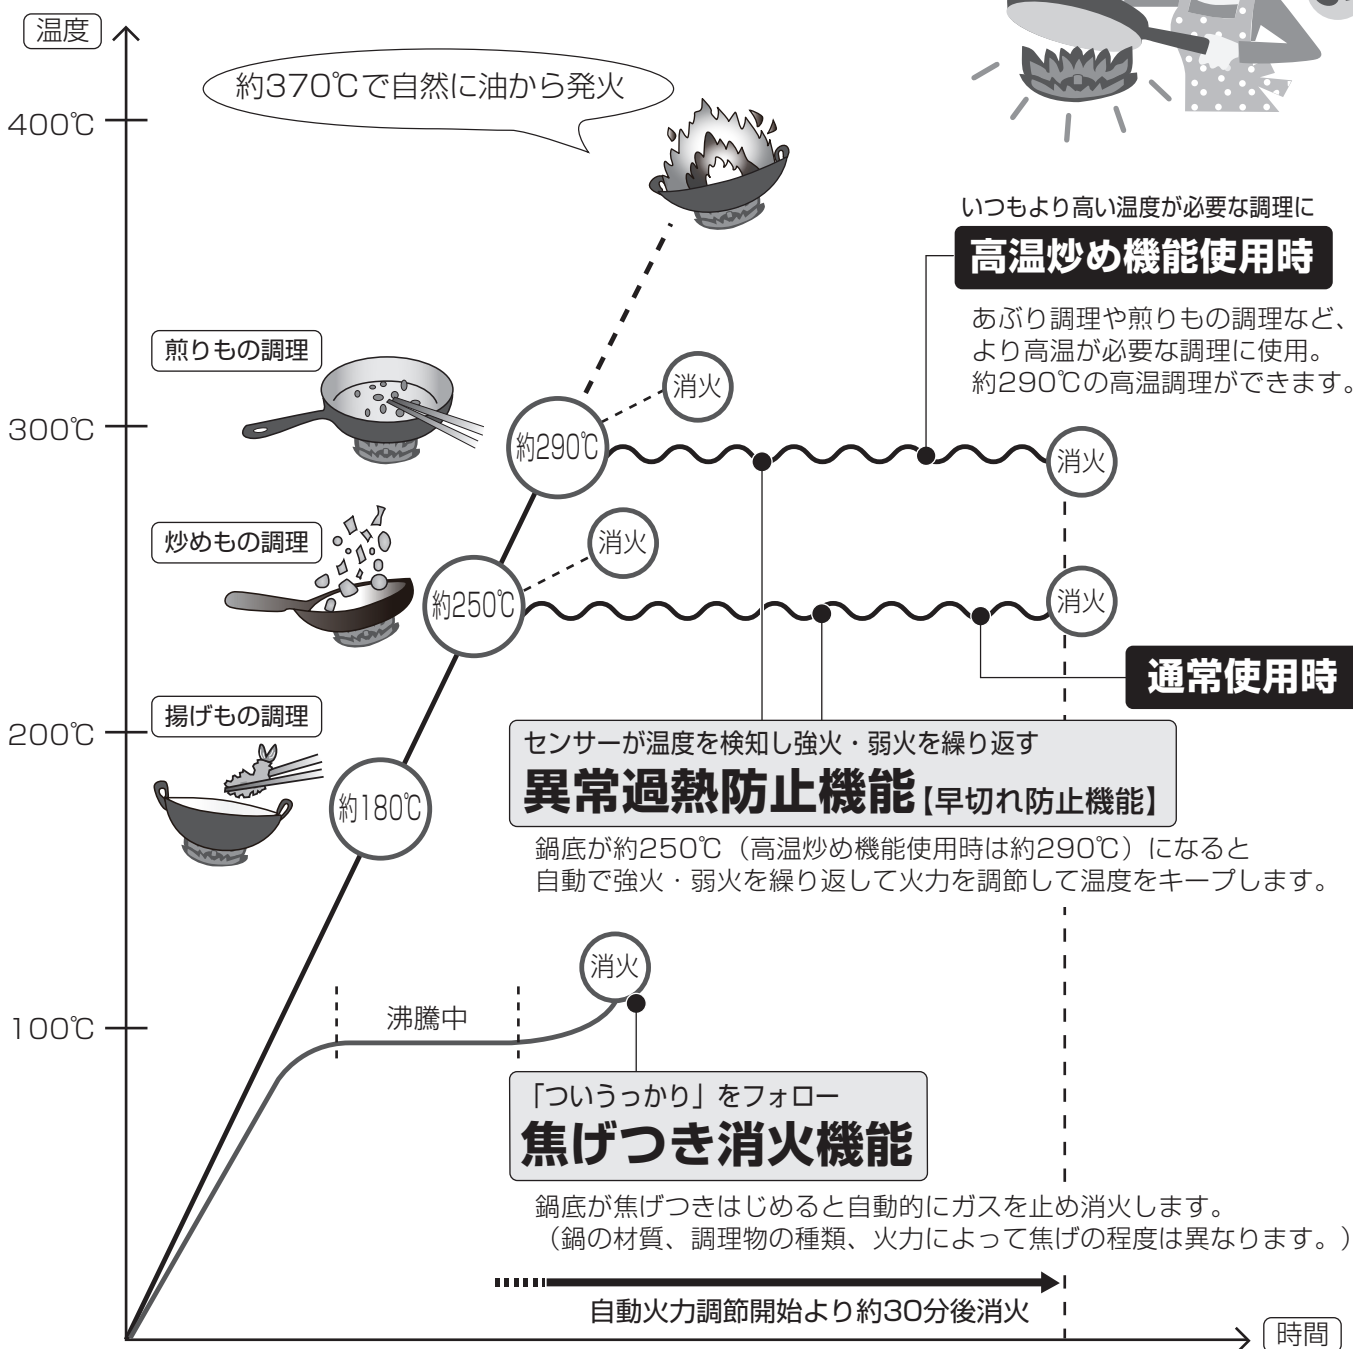 温度
約370℃で自然に油から発火
400℃
いつもより高い温度が必要な調理に
高温炒め機能使用時
あぶり調理や煎りもの調理など、
より高温が必要な調理に使用。
約290℃の高温調理ができます。
煎りもの調理
消火
300℃
約290℃
消火
炒めもの調理
消火
約250℃
消火
通常使用時
揚げもの調理
200℃
約180℃
センサーが温度を検知し強火・弱火を繰り返す
異常過熱防止機能【早切れ防止機能】
鍋底が約250℃（高温炒め機能使用時は約290℃）になると
自動で強火・弱火を繰り返して火力を調節して温度をキープします。
消火
100℃
沸騰中
「ついうっかり」をフォロー
焦げつき消火機能
鍋底が焦げつきはじめると自動的にガスを止め消火します。
（鍋の材質、調理物の種類、火力によって焦げの程度は異なります。）
自動火力調節開始より約30分後消火
時間